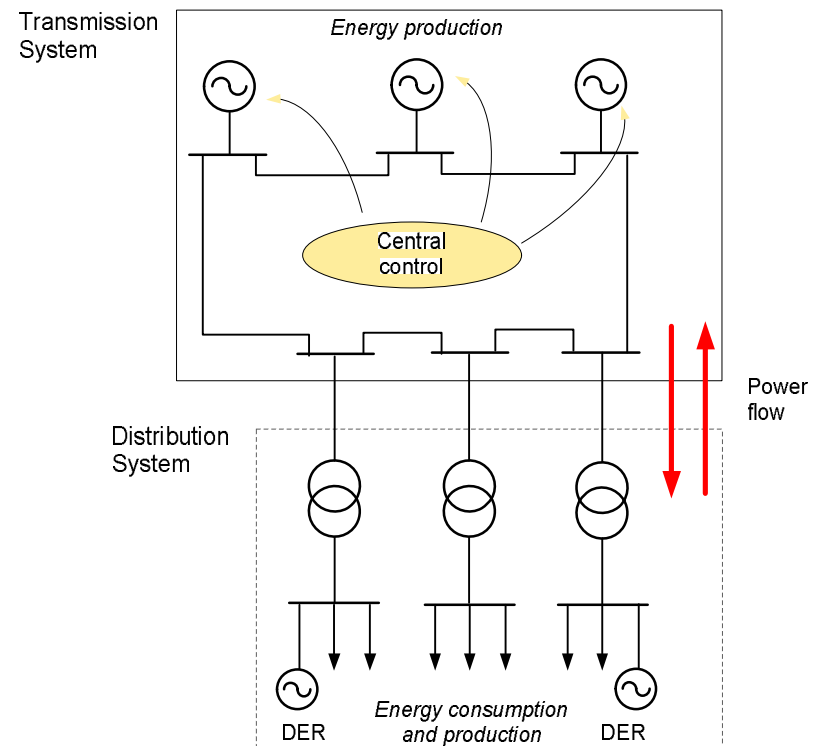 Transmission
System
Energy production
Central
control
Power
flow
Distribution
System
DER
Energy consumption
and production
DER